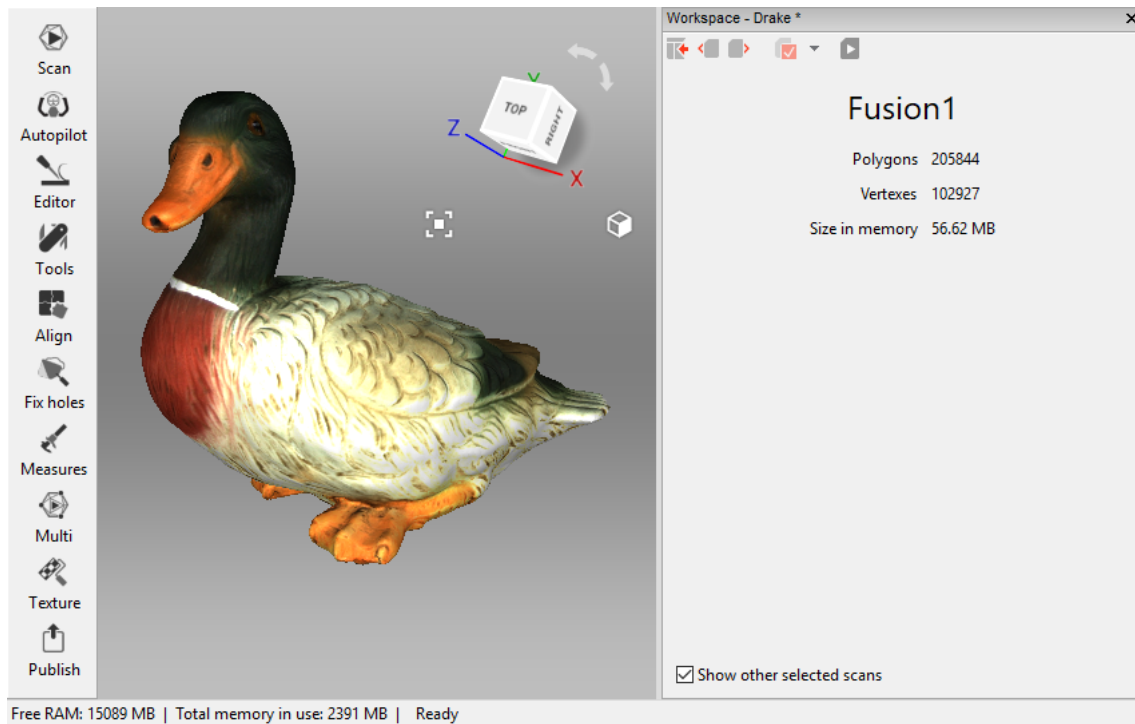 Workspace - Drake *
Scan
Autopilot
Editor
Tools
Align
Fix holes
Measures
Multi
Texture
Publish
Y
TOP
RIGHT
Z
X
Fusion1
Polygons 205844
Vertexes 102927
Size in memory 56.62 MB
Show other selected scans
Free RAM: 15089 MB | Total memory in use: 2391 MB | Ready